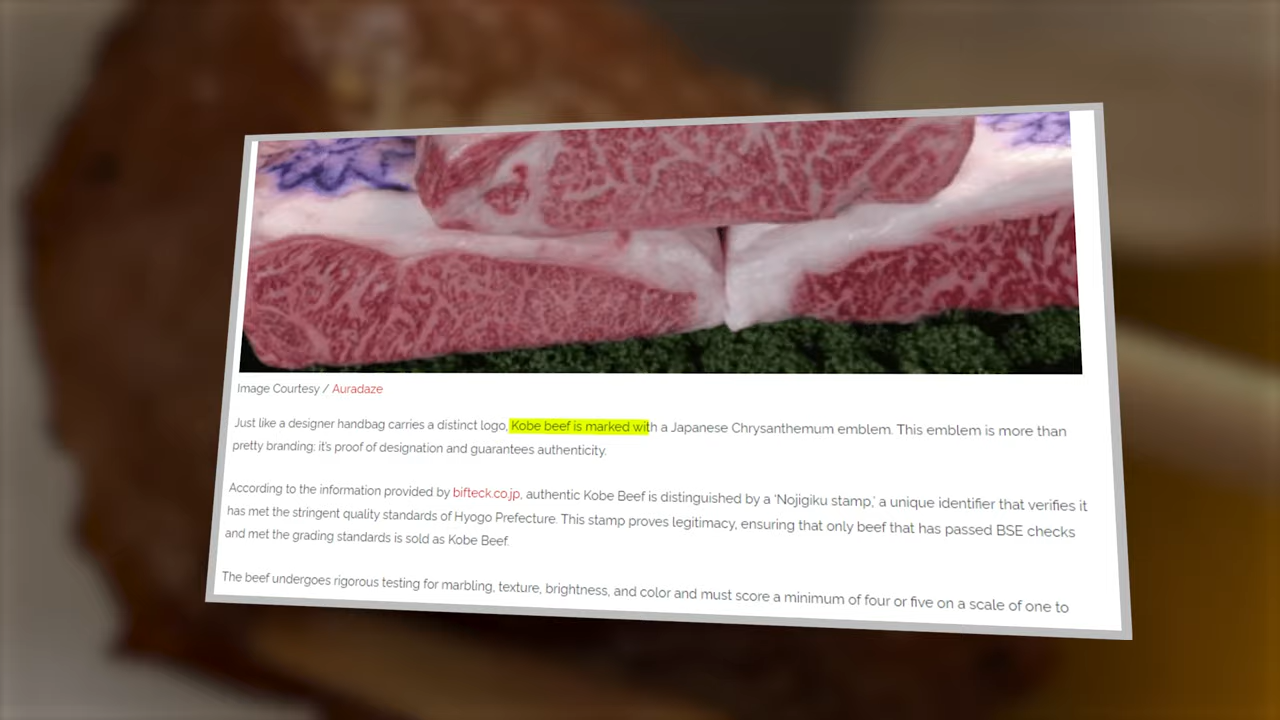 Image Courtesy / Auradaze
Just like a designer handbag carries a distinct logo, Kobe beef is marked with a Japanese Chrysanthemum emblem. This emblem is more than
pretty branding: it's proof of designation and guarantees authenticity.
According to the information provided by bifteck.co.jp, authentic Kobe Beef is distinguished by a 'Nojigiku stamp,' a unique identifier that verifies it
has met the stringent quality standards of Hyogo Prefecture. This stamp proves legitimacy, ensuring that only beef that has passed BSE checks
and met the grading standards is sold as Kobe Beef.
The beef undergoes rigorous testing for marbling, texture, brightness, and color and must score a minimum of four or five on a scale of one to